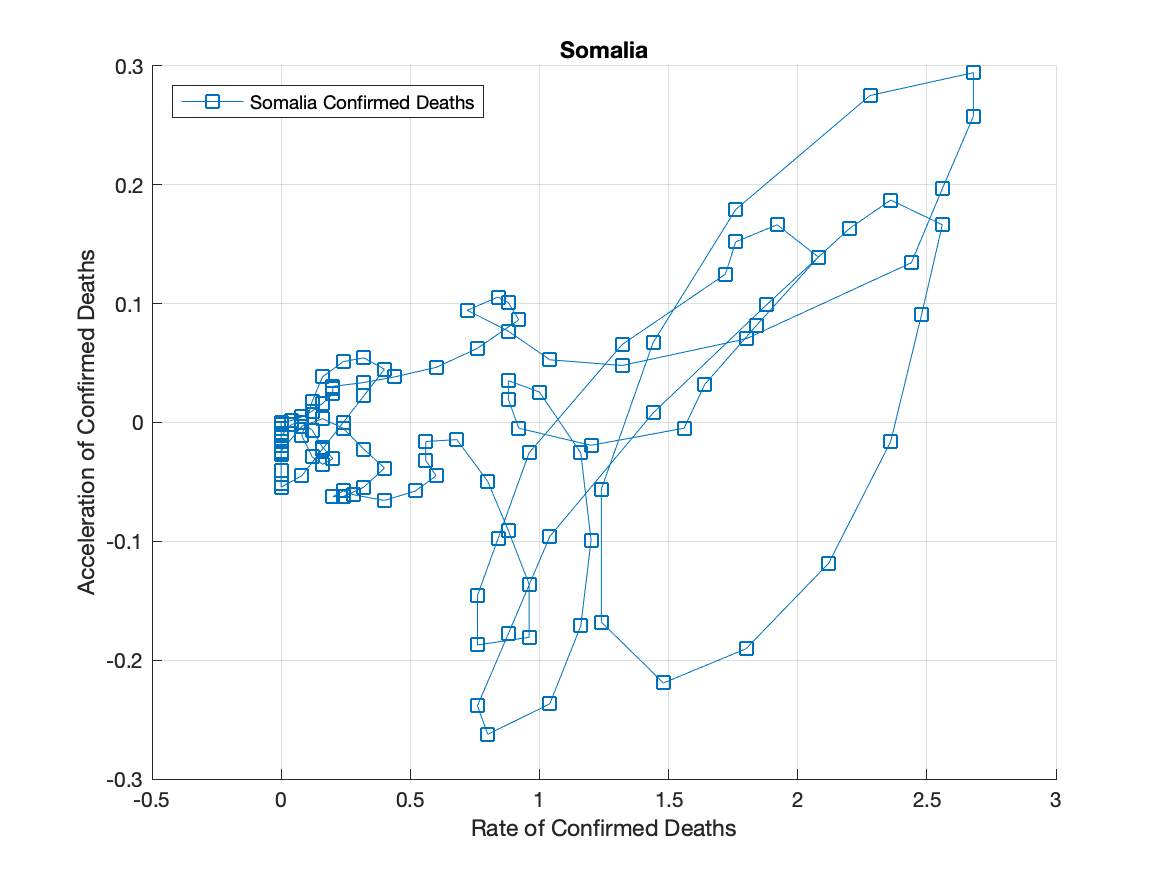 Somalia
Somalia Confirmed Deaths
0.3
0.2
0.1
0
-0.1
-0.2
-0.3
Acceleration of Confirmed Deaths
-0.5 0 0.5 1 1.5 2 2.5 3
Rate of Confirmed Deaths